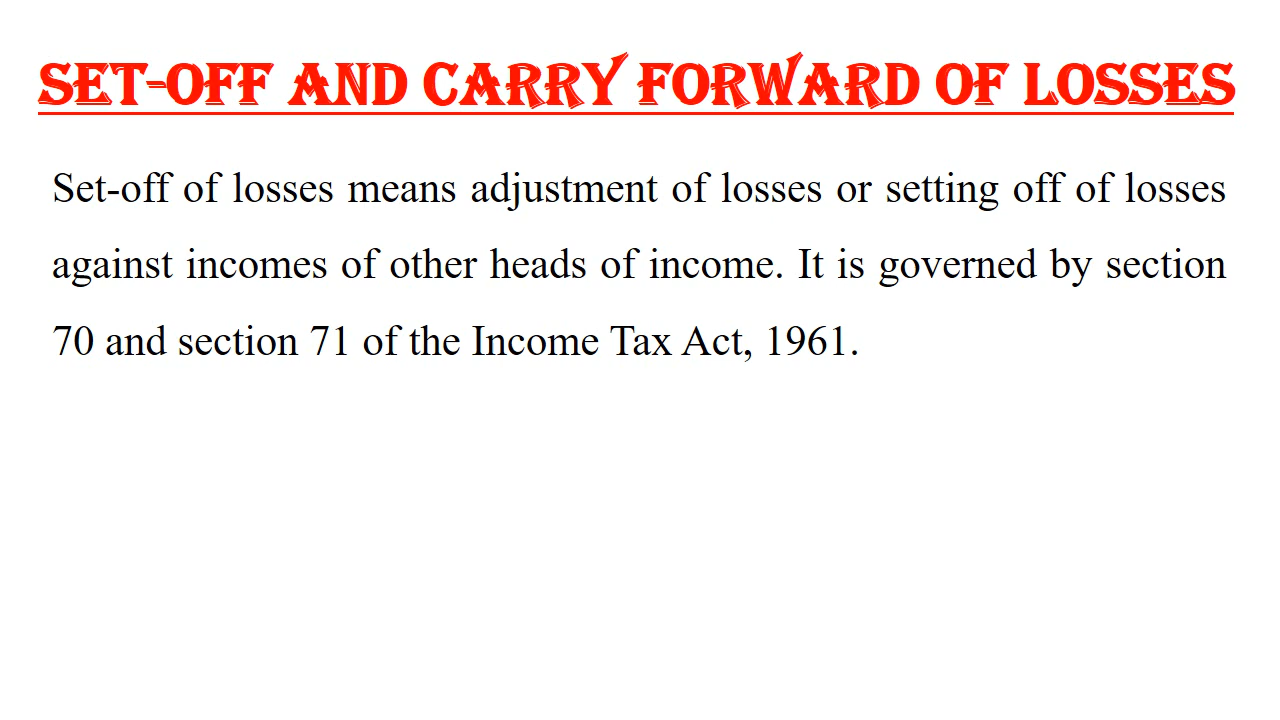 SET-OFF AND CARRY FORWARD OF LOSSES
Set-off of losses means adjustment of losses or setting off of losses
against incomes of other heads of income. It is governed by section
70 and section 71 of the Income Tax Act, 1961.